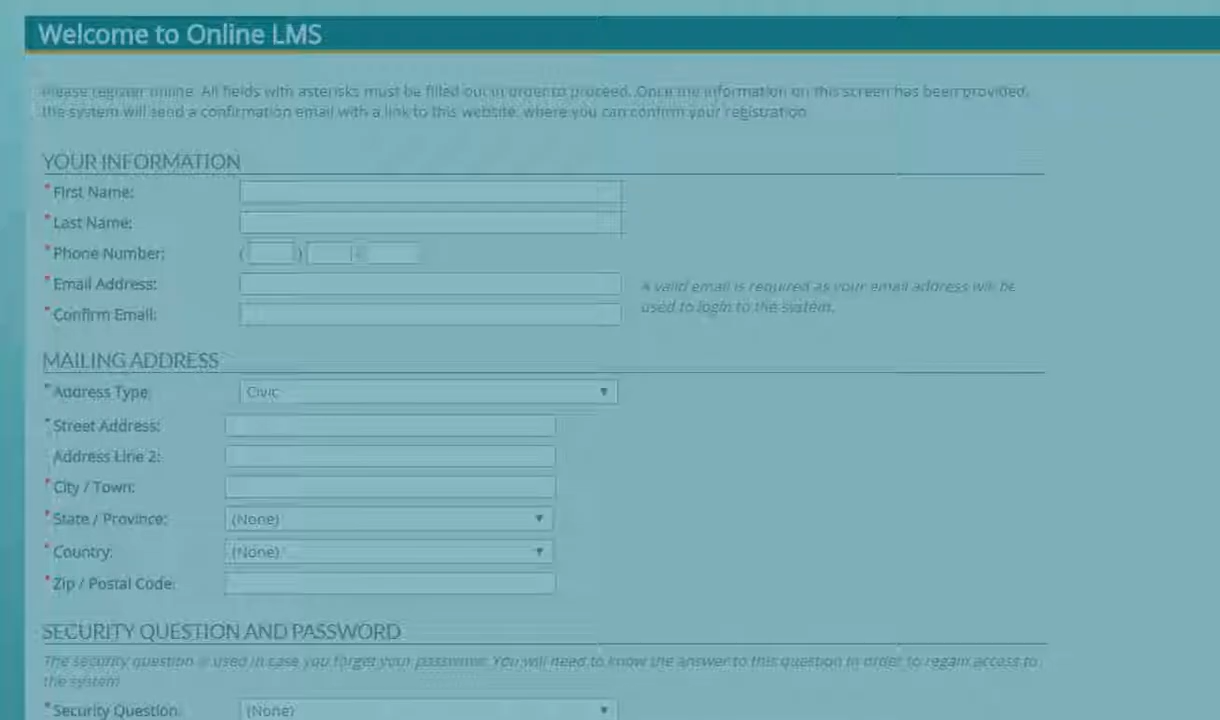 Welcome to Online LMS
Please register online. All fields with asterisks must be filled out in order to proceed. Once the information on this screen has been provided,
the system will send a confirmation email with a link to this website, where you can confirm your registration.
YOUR INFORMATION
* First Name:
* Last Name:
* Phone Number: ( ) -
* Email Address:
A valid email is required as your email address will be
used to login to the system.
* Confirm Email:
MAILING ADDRESS
* Address Type: Civic
* Street Address:
Address Line 2:
* City / Town:
* State / Province: (None)
* Country: (None)
* Zip / Postal Code:
SECURITY QUESTION AND PASSWORD
The security question is used in case you forget your password. You will need to know the answer to this question in order to regain access to
the system.
* Security Question: (None)